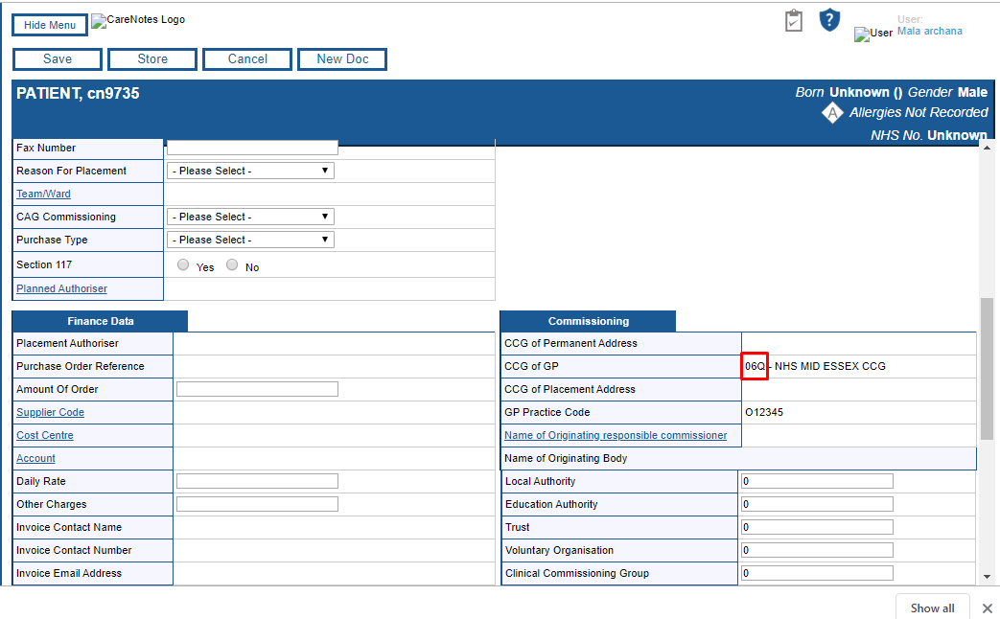 Hide Menu
CareNotes Logo
User
User:
Mala archana
Save
Store
Cancel
New Doc
PATIENT, cn9735
Born Unknown () Gender Male
A Allergies Not Recorded
NHS No. Unknown
Fax Number
Reason For Placement - Please Select -
Team/Ward
CAG Commissioning - Please Select -
Purchase Type - Please Select -
Section 117 Yes No
Planned Authoriser
Finance Data
Placement Authoriser
Purchase Order Reference
Amount Of Order
Supplier Code
Cost Centre
Account
Daily Rate
Other Charges
Invoice Contact Name
Invoice Contact Number
Invoice Email Address
Commissioning
CCG of Permanent Address
CCG of GP 06Q - NHS MID ESSEX CCG
CCG of Placement Address
GP Practice Code O12345
Name of Originating responsible commissioner
Name of Originating Body
Local Authority 0
Education Authority 0
Trust 0
Voluntary Organisation 0
Clinical Commissioning Group 0
Show all